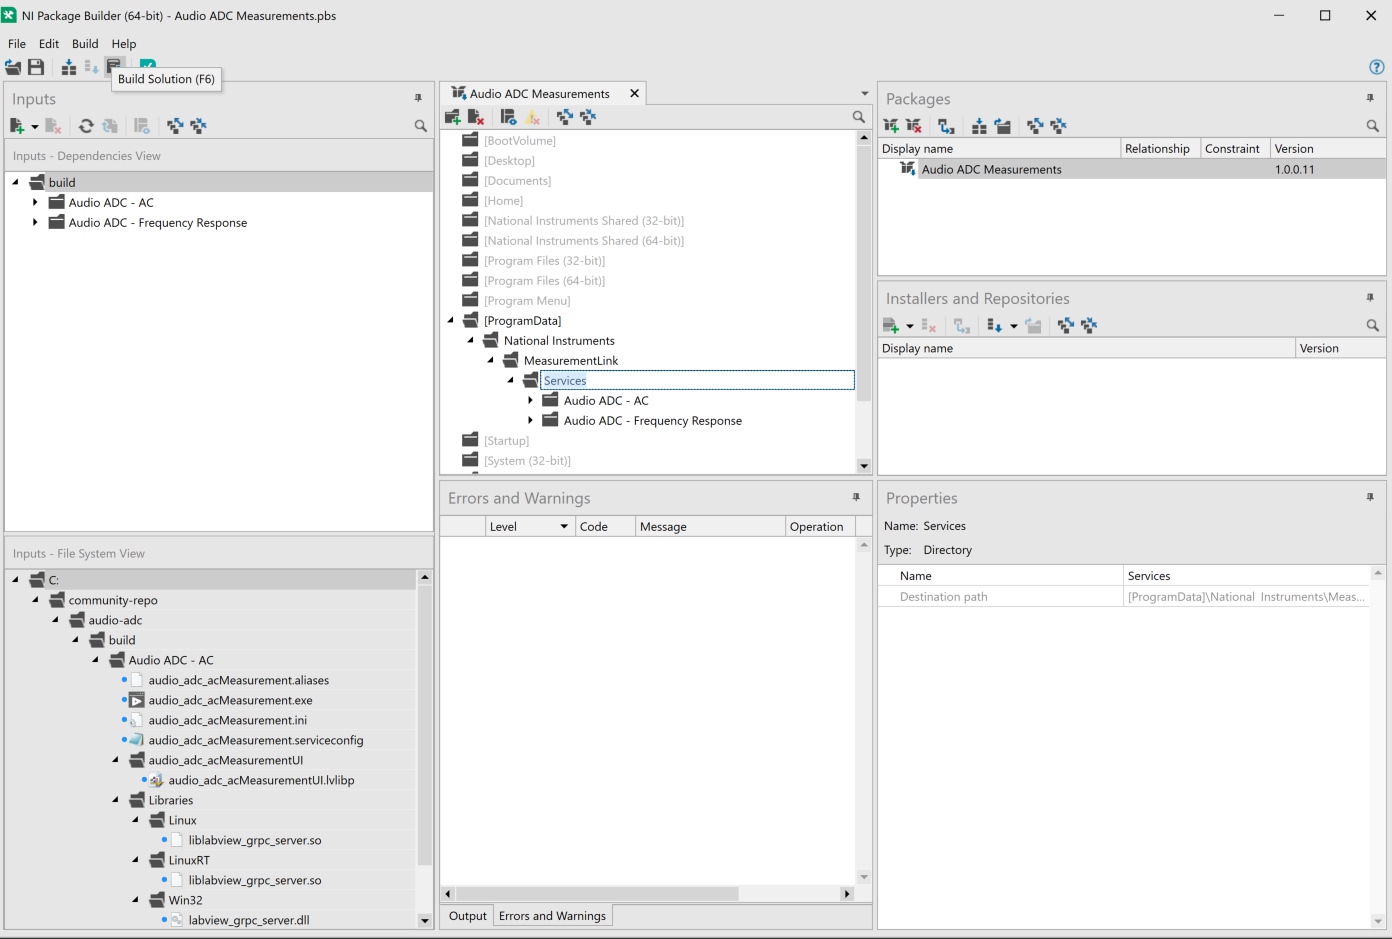 NI Package Builder (64-bit) - Audio ADC Measurements.pbs
File Edit Build Help
Build Solution (F6)
Inputs
Inputs - Dependencies View
build
Audio ADC - AC
Audio ADC - Frequency Response
Inputs - File System View
C:
community-repo
audio-adc
build
Audio ADC - AC
audio_adc_acMeasurement.aliases
audio_adc_acMeasurement.exe
audio_adc_acMeasurement.ini
audio_adc_acMeasurement.serviceconfig
audio_adc_acMeasurementUI
audio_adc_acMeasurementUI.lvlibp
Libraries
Linux
liblabview_grpc_server.so
LinuxRT
liblabview_grpc_server.so
Win32
labview_grpc_server.dll
Audio ADC Measurements
[BootVolume]
[Desktop]
[Documents]
[Home]
[National Instruments Shared (32-bit)]
[National Instruments Shared (64-bit)]
[Program Files (32-bit)]
[Program Files (64-bit)]
[Program Menu]
[ProgramData]
National Instruments
MeasurementLink
Services
Audio ADC - AC
Audio ADC - Frequency Response
[Startup]
[System (32-bit)]
Errors and Warnings
Level Code Message Operation
Output Errors and Warnings
Packages
Display name Relationship Constraint Version
Audio ADC Measurements 1.0.0.11
Installers and Repositories
Display name Version
Properties
Name: Services
Type: Directory
Name Services
Destination path [ProgramData]\National Instruments\Meas...